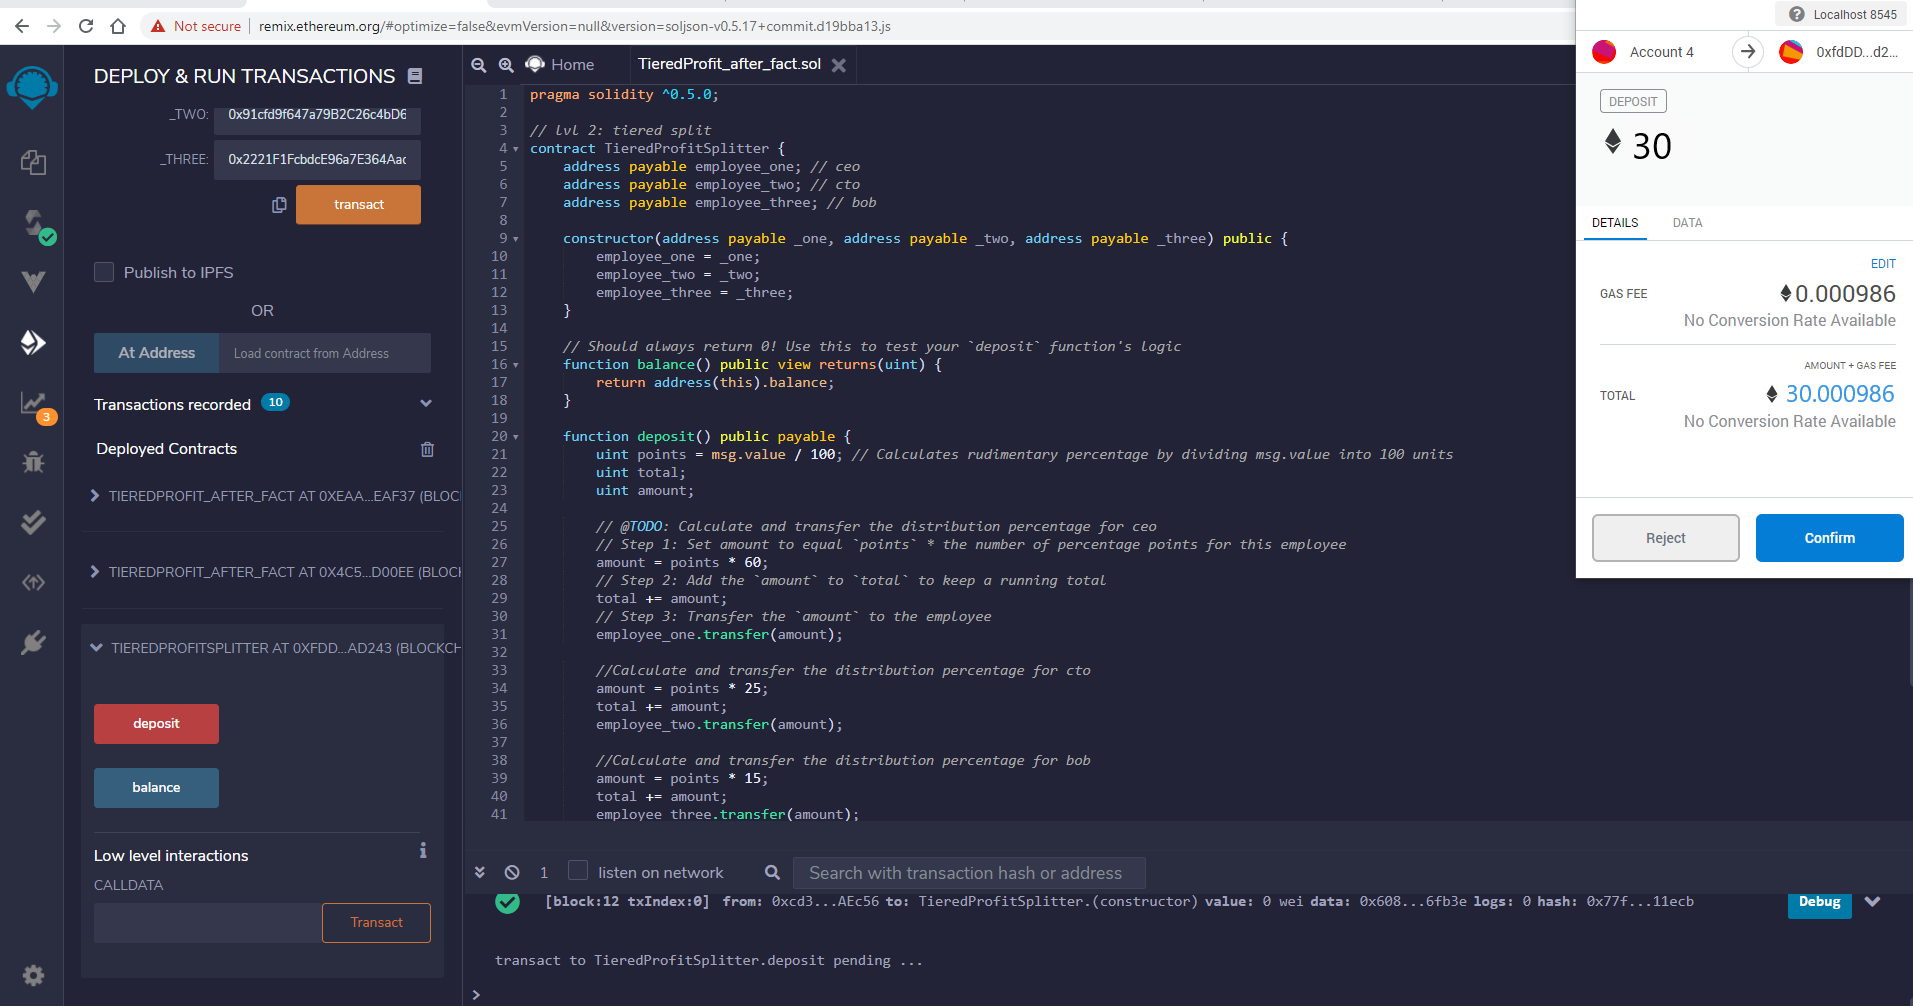 Not secure
remix.ethereum.org/#optimize=false&evmVersion=null&version=soljson-v0.5.17+commit.d19bba13.js
DEPLOY & RUN TRANSACTIONS
_TWO: 0x91cfd9f647a79B2C26c4bD6
_THREE: 0x2221F1FcbdcE96a7E364Aac
transact
Publish to IPFS
OR
At Address
Load contract from Address
Transactions recorded 10
3
Deployed Contracts
TIEREDPROFIT_AFTER_FACT AT 0XEAA...EAF37 (BLOCI
TIEREDPROFIT_AFTER_FACT AT 0X4C5...D00EE (BLOCK
TIEREDPROFITSPLITTER AT 0XFDD...AD243 (BLOCKCH
deposit
balance
Low level interactions
i
CALLDATA
Transact
Home
TieredProfit_after_fact.sol
1 pragma solidity ^0.5.0;
2
3 // lvl 2: tiered split
4 contract TieredProfitSplitter {
5 address payable employee_one; // ceo
6 address payable employee_two; // cto
7 address payable employee_three; // bob
8
9 constructor(address payable _one, address payable _two, address payable _three) public {
10 employee_one = _one;
11 employee_two = _two;
12 employee_three = _three;
13 }
14
15 // Should always return 0! Use this to test your `deposit` function's logic
16 function balance() public view returns(uint) {
17 return address(this).balance;
18 }
19
20 function deposit() public payable {
21 uint points = msg.value / 100; // Calculates rudimentary percentage by dividing msg.value into 100 units
22 uint total;
23 uint amount;
24
25 // @TODO: Calculate and transfer the distribution percentage for ceo
26 // Step 1: Set amount to equal `points` * the number of percentage points for this employee
27 amount = points * 60;
28 // Step 2: Add the `amount` to `total` to keep a running total
29 total += amount;
30 // Step 3: Transfer the `amount` to the employee
31 employee_one.transfer(amount);
32
33 //Calculate and transfer the distribution percentage for cto
34 amount = points * 25;
35 total += amount;
36 employee_two.transfer(amount);
37
38 //Calculate and transfer the distribution percentage for bob
39 amount = points * 15;
40 total += amount;
41 employee_three.transfer(amount);
1
listen on network
Search with transaction hash or address
[block:12 txIndex:0] from: 0xcd3...AEc56 to: TieredProfitSplitter.(constructor) value: 0 wei data: 0x608...6fb3e logs: 0 hash: 0x77f...11ecb
Debug
transact to TieredProfitSplitter.deposit pending ...
>
Localhost 8545
Account 4
0xfdDD...d2...
DEPOSIT
30
DETAILS
DATA
EDIT
GAS FEE
0.000986
No Conversion Rate Available
AMOUNT + GAS FEE
TOTAL
30.000986
No Conversion Rate Available
Reject
Confirm